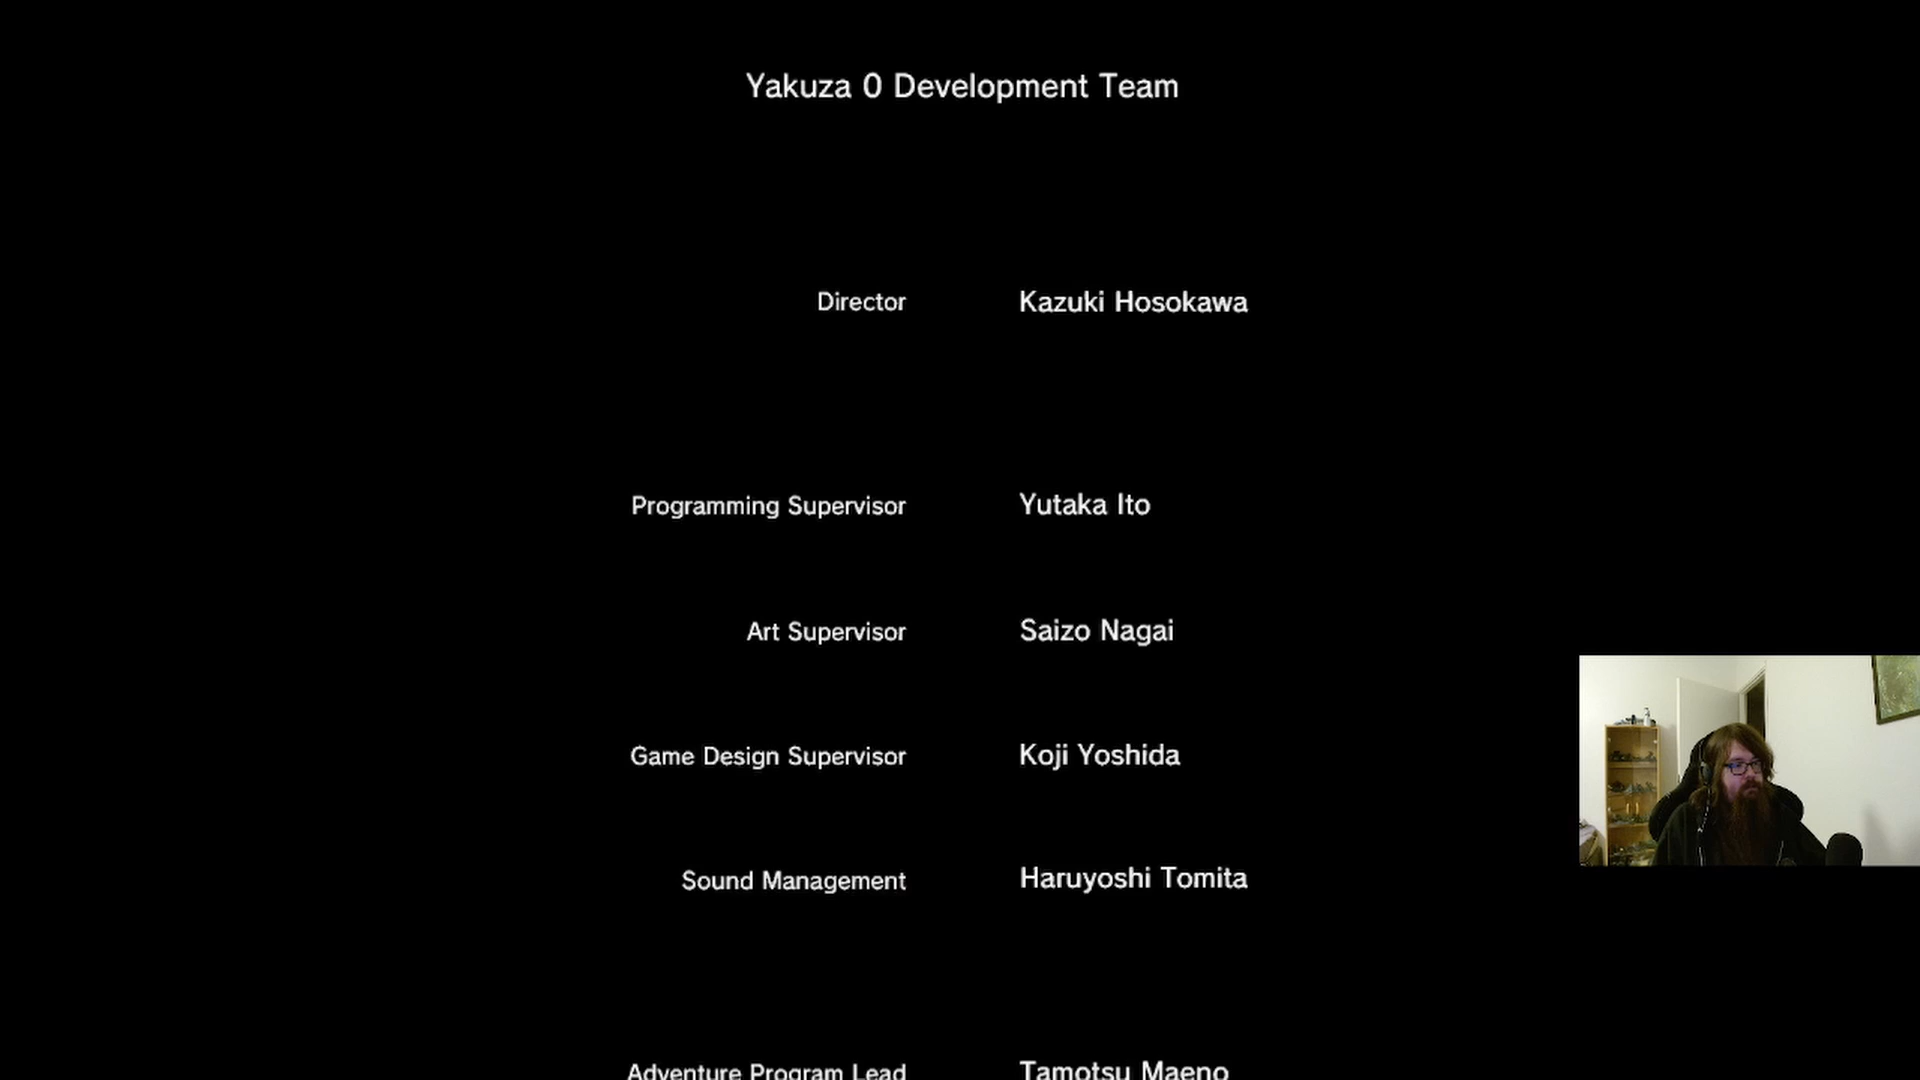 Yakuza 0 Development Team
Director Kazuki Hosokawa
Programming Supervisor Yutaka Ito
Art Supervisor Saizo Nagai
Game Design Supervisor Koji Yoshida
Sound Management Haruyoshi Tomita
Adventure Program Lead Tamotsu Maeno